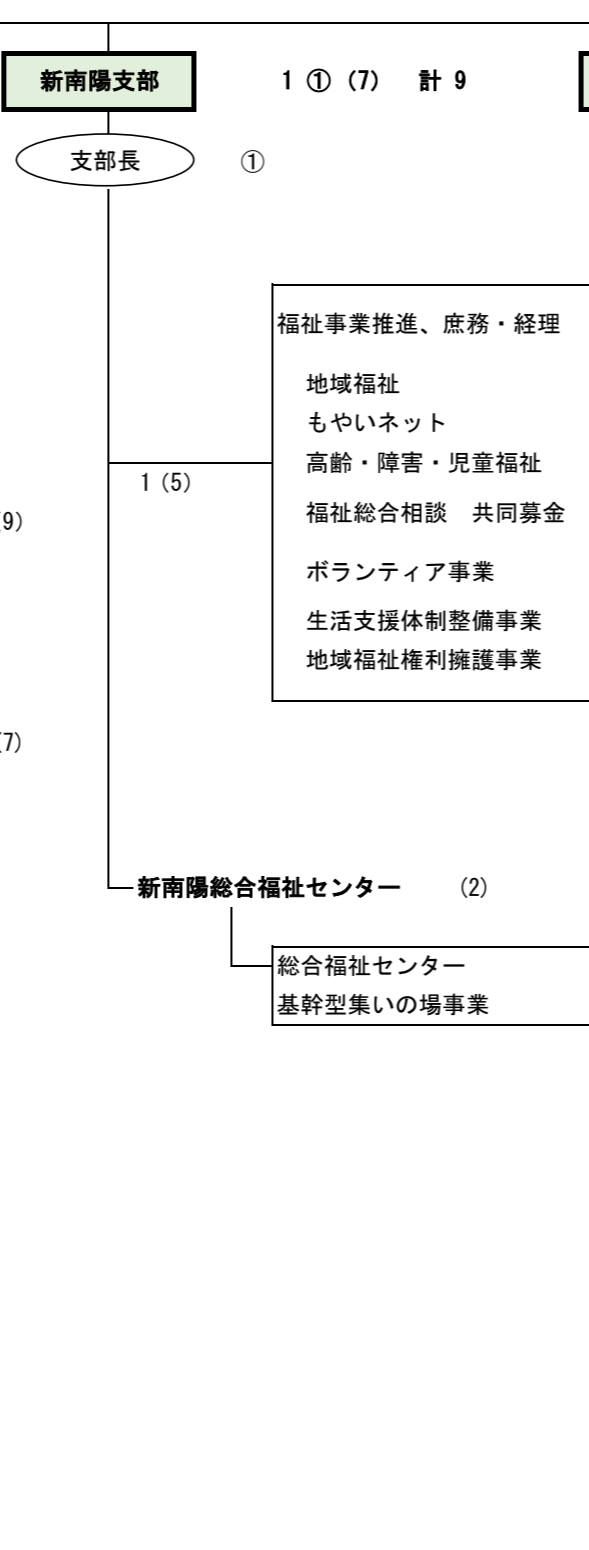 新南陽支部　1 ①（7）　計 9
支部長　①
福祉事業推進、庶務・経理
地域福祉
もやいネット
高齢・障害・児童福祉
1（5）
福祉総合相談　共同募金
9）
ボランティア事業
生活支援体制整備事業
地域福祉権利擁護事業
7）
新南陽総合福祉センター　（2）
総合福祉センター
基幹型集いの場事業